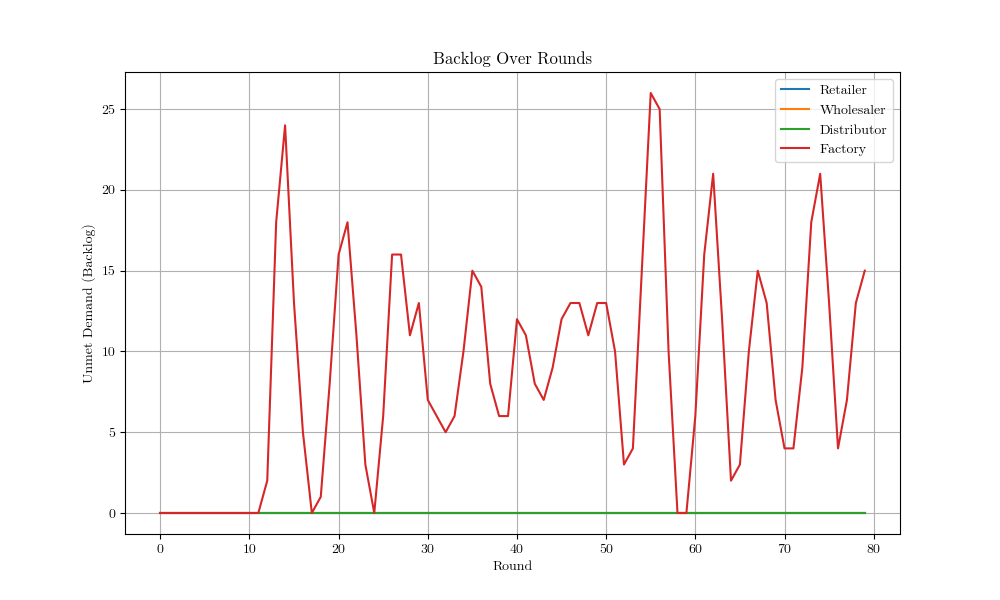 Backlog Over Rounds
Retailer
Wholesaler
Distributor
Factory
Unmet Demand (Backlog)
25
20
15
10
5
0
0 10 20 30 40 50 60 70 80
Round